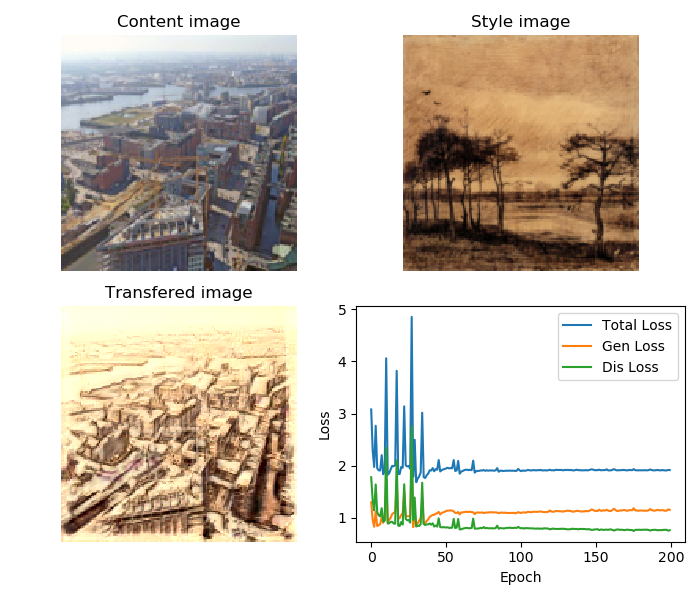 Content image
Style image
Transfered image
5
4
3
2
1
Loss
Total Loss
Gen Loss
Dis Loss
0
50
100
150
200
Epoch